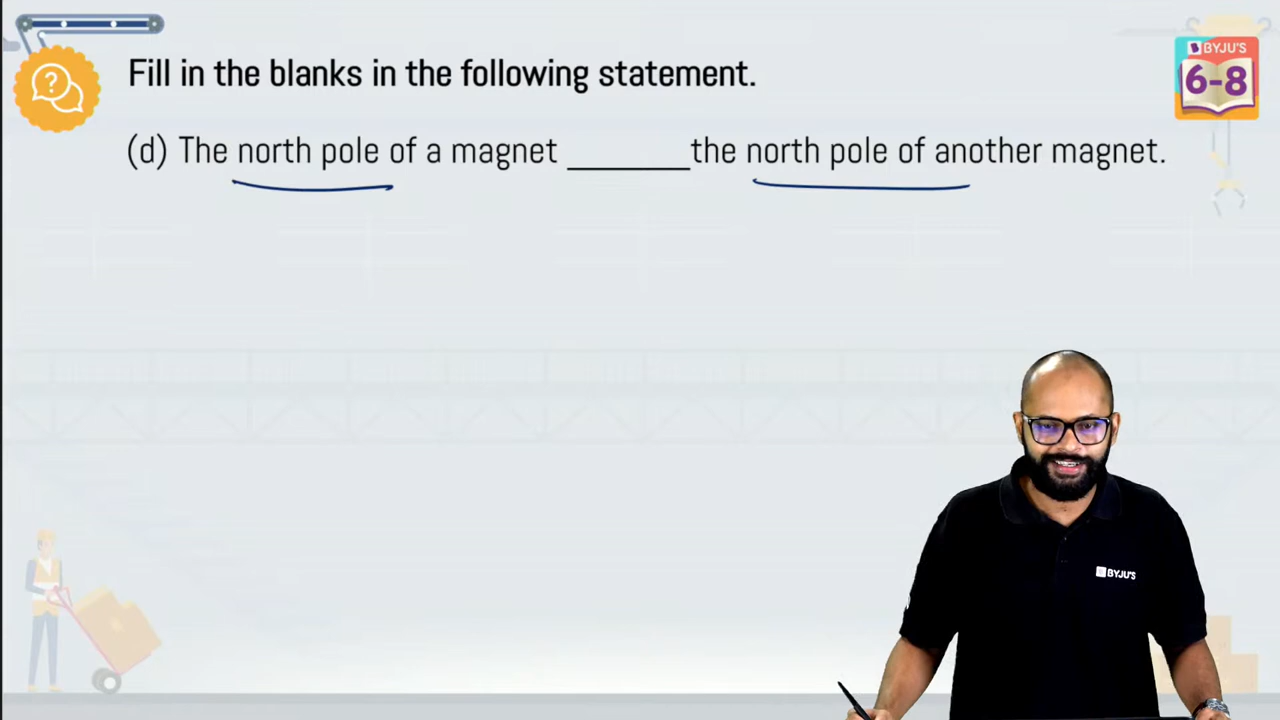 Fill in the blanks in the following statement.
BYJU'S
6-8
(d) The north pole of a magnet ________ the north pole of another magnet.
BYJU'S